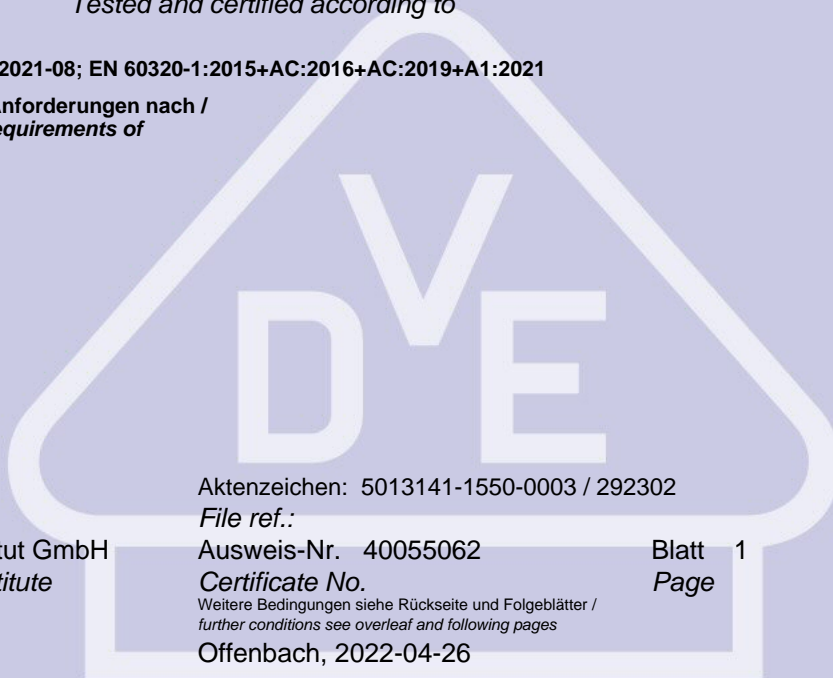 Tested and certified according to
2021-08; EN 60320-1:2015+AC:2016+AC:2019+A1:2021
nforderungen nach /
equirements of
V
D E
Aktenzeichen: 5013141-1550-0003 / 292302
File ref.:
tut GmbH Ausweis-Nr. 40055062 Blatt 1
titute Certificate No. Page
Weitere Bedingungen siehe Rückseite und Folgeblätter /
further conditions see overleaf and following pages
Offenbach, 2022-04-26